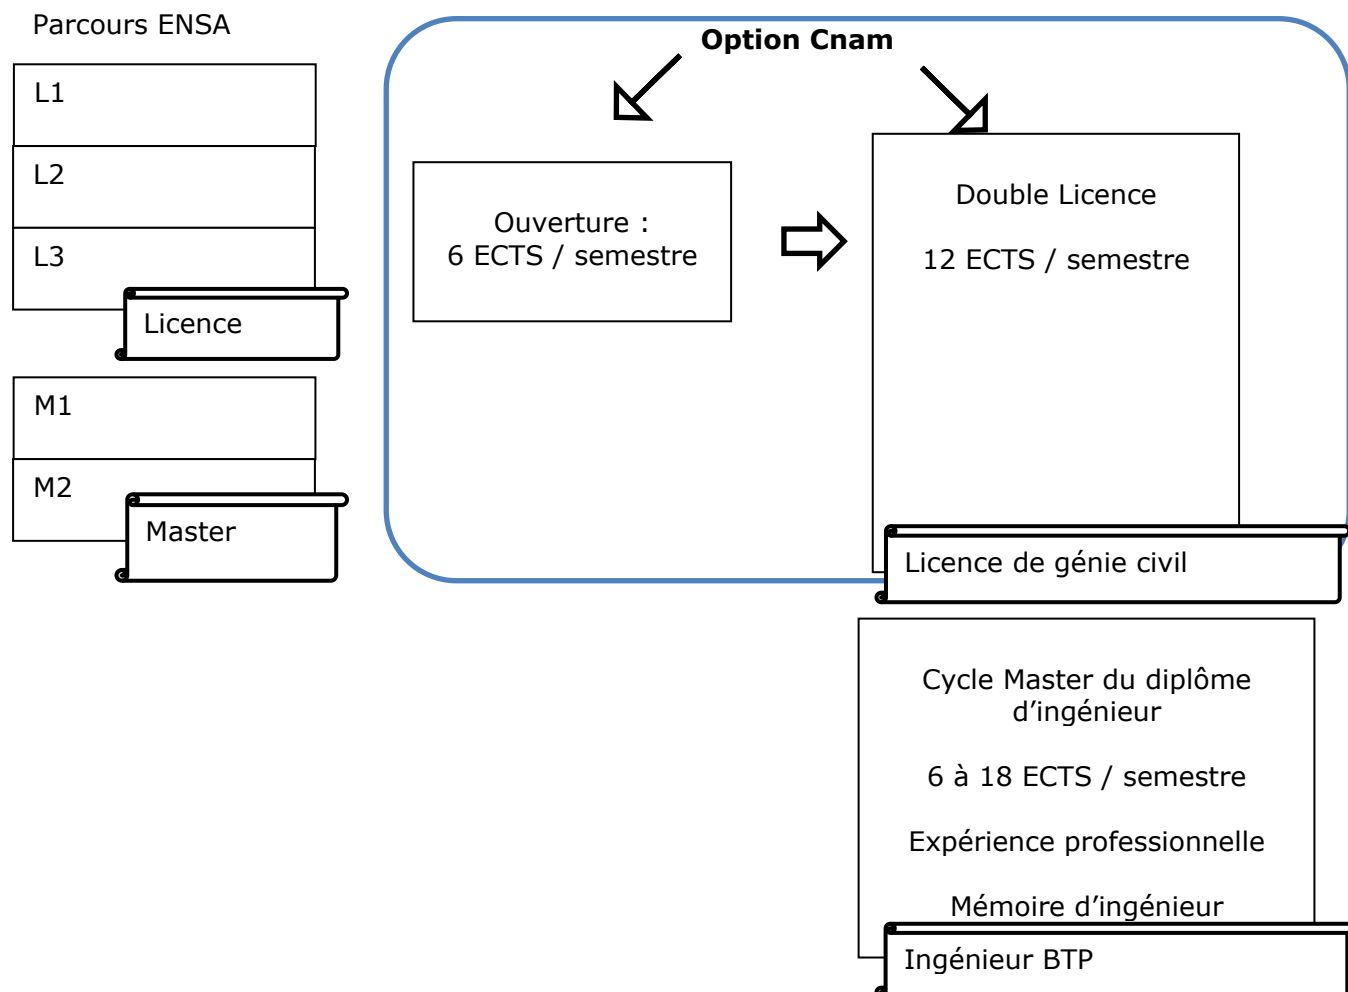 Parcours ENSA
L1
L2
L3
Licence
M1
M2
Master
Option Cnam
Ouverture :
6 ECTS / semestre
Double Licence
12 ECTS / semestre
Licence de génie civil
Cycle Master du diplôme
d’ingénieur
6 à 18 ECTS / semestre
Expérience professionnelle
Mémoire d’ingénieur
Ingénieur BTP